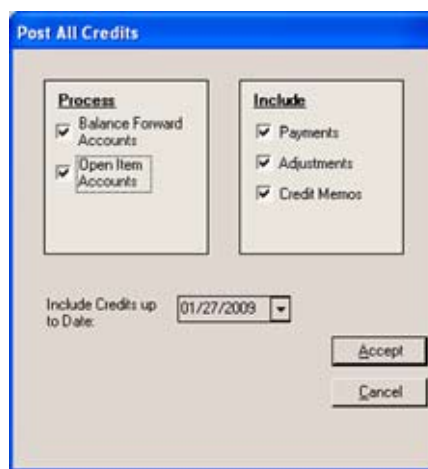 Post All Credits
Process
Balance Forward
Accounts
Open Item
Accounts
Include
Payments
Adjustments
Credit Memos
Include Credits up
to Date:
01/27/2009
Accept
Cancel